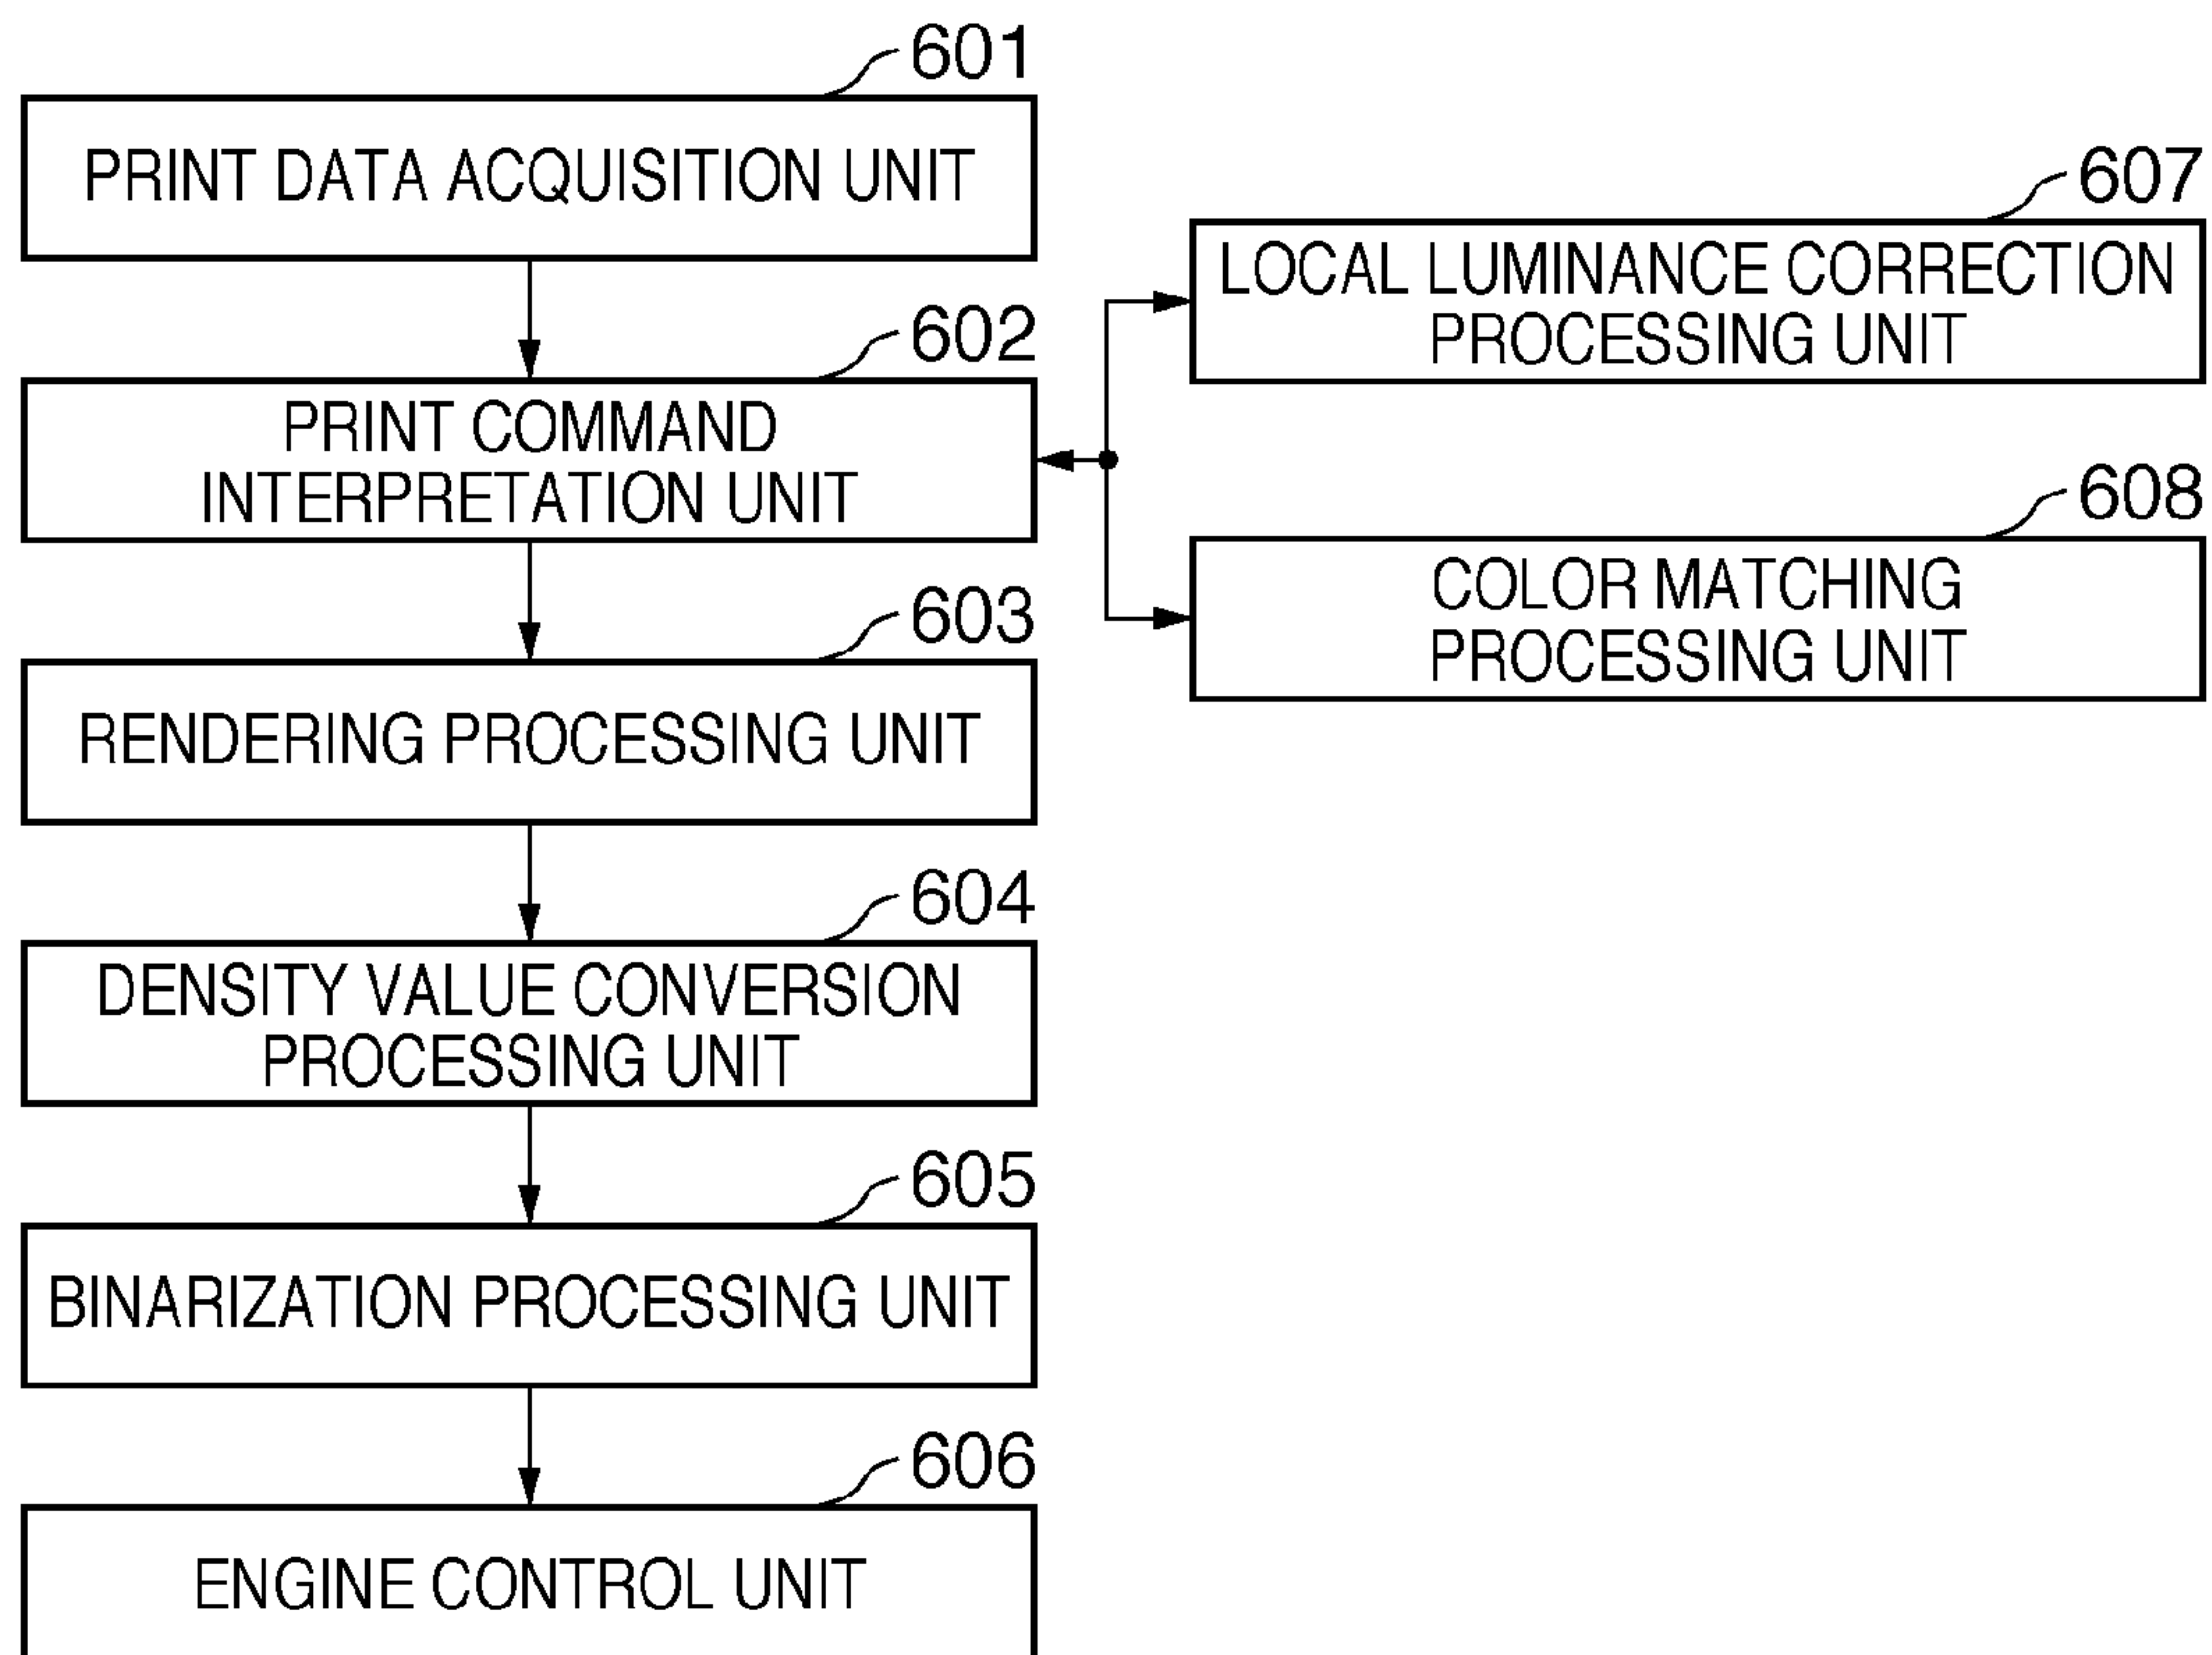 601
PRINT DATA ACQUISITION UNIT
607
LOCAL LUMINANCE CORRECTION
PROCESSING UNIT
602
PRINT COMMAND
INTERPRETATION UNIT
608
COLOR MATCHING
PROCESSING UNIT
603
RENDERING PROCESSING UNIT
604
DENSITY VALUE CONVERSION
PROCESSING UNIT
605
BINARIZATION PROCESSING UNIT
606
ENGINE CONTROL UNIT